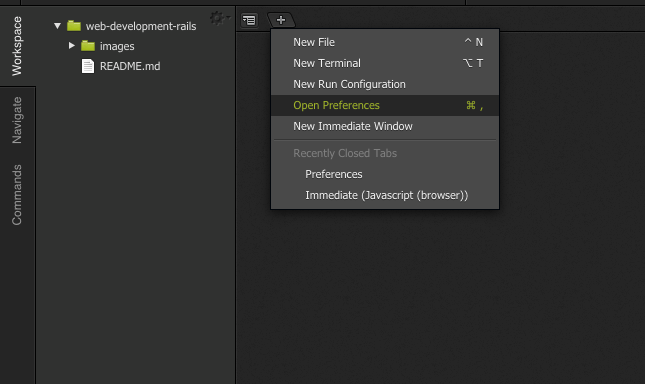 Workspace
Navigate
Commands
web-development-rails
images
README.md
New File ^ N
New Terminal ⌥ T
New Run Configuration
Open Preferences ⌘ ,
New Immediate Window
Recently Closed Tabs
Preferences
Immediate (Javascript (browser))